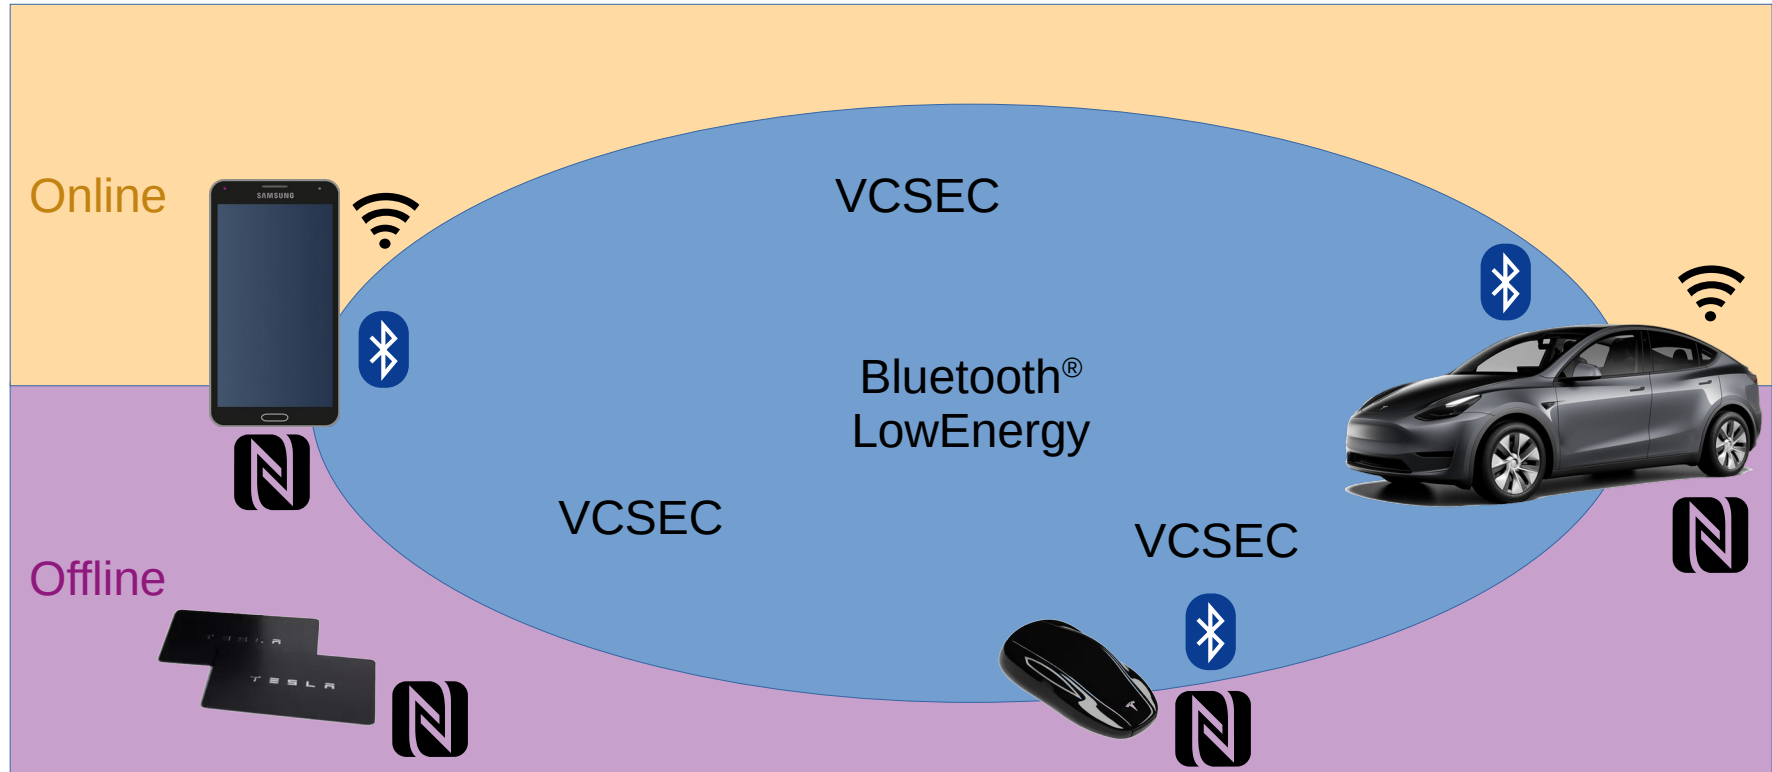 Online
SAMSUNG
VCSEC
Bluetooth®
LowEnergy
VCSEC
VCSEC
Offline
TESLA
TESLA